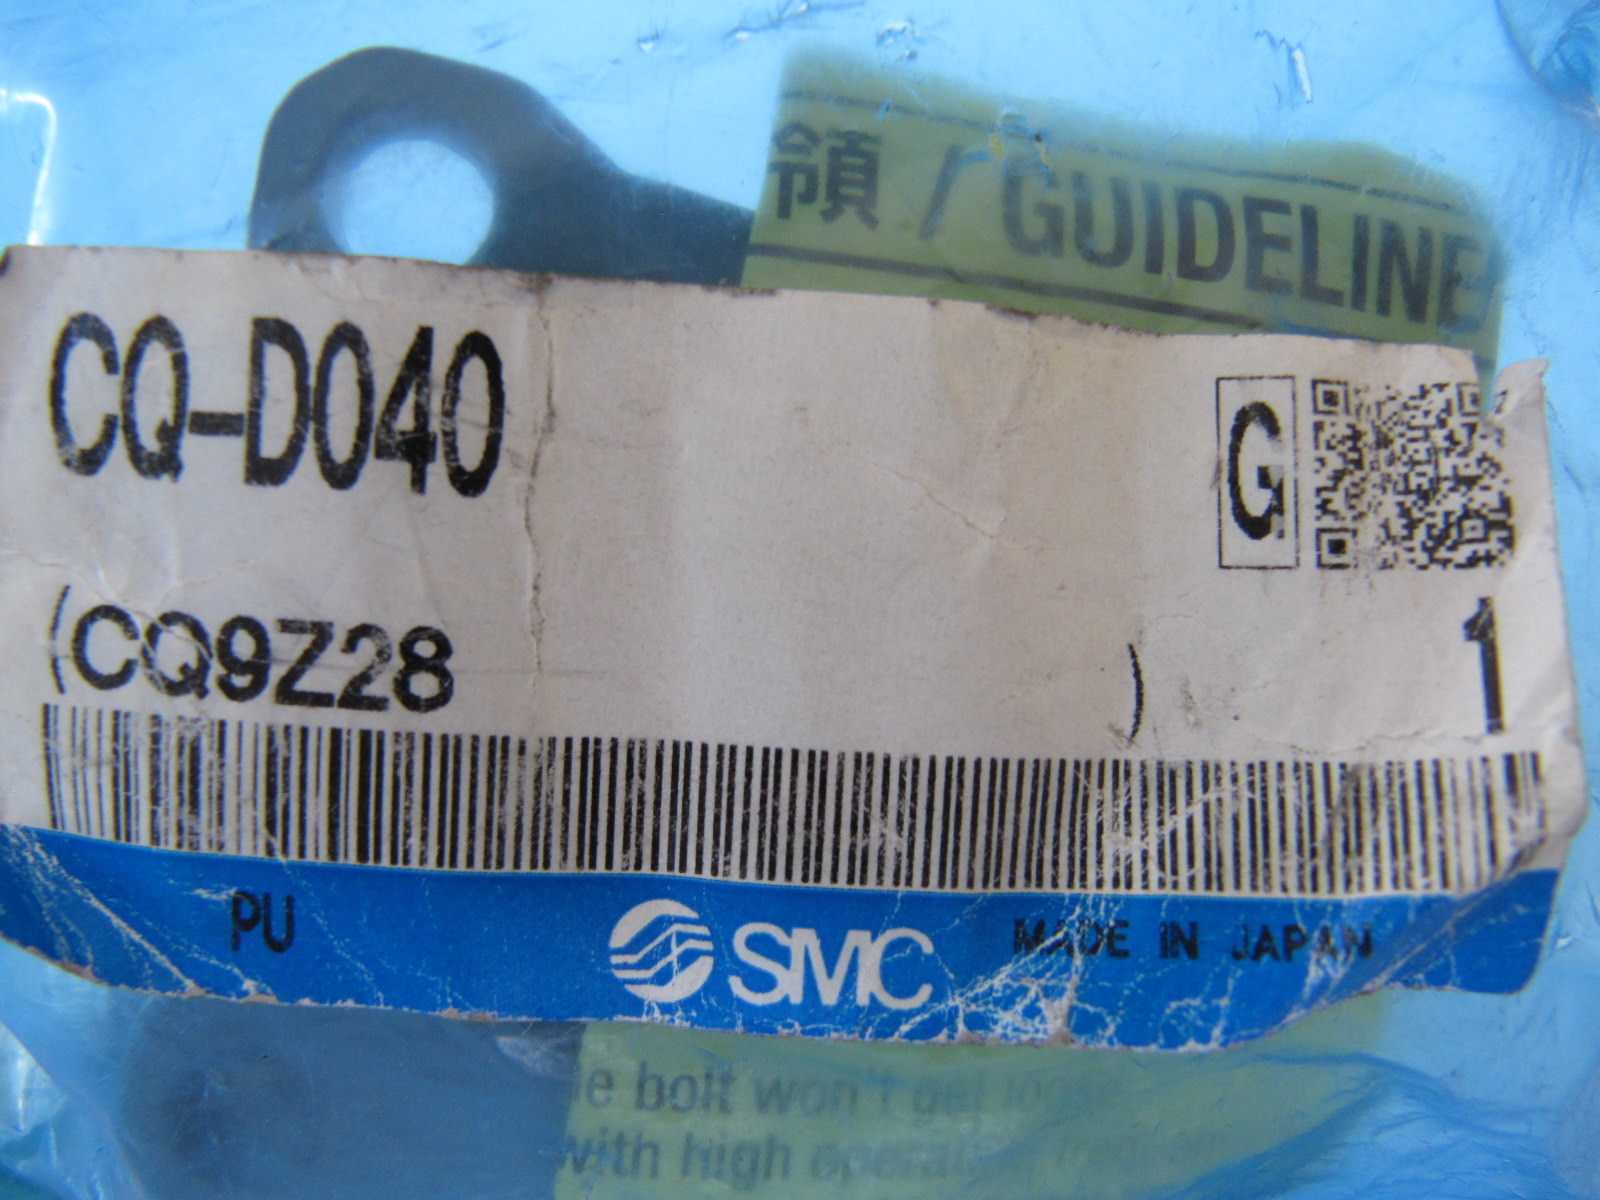 領 / GUIDELINE
CQ-D040
G
(CQ9Z28 )
1
PU
SMC
MADE IN JAPAN
bolt won't get
with high